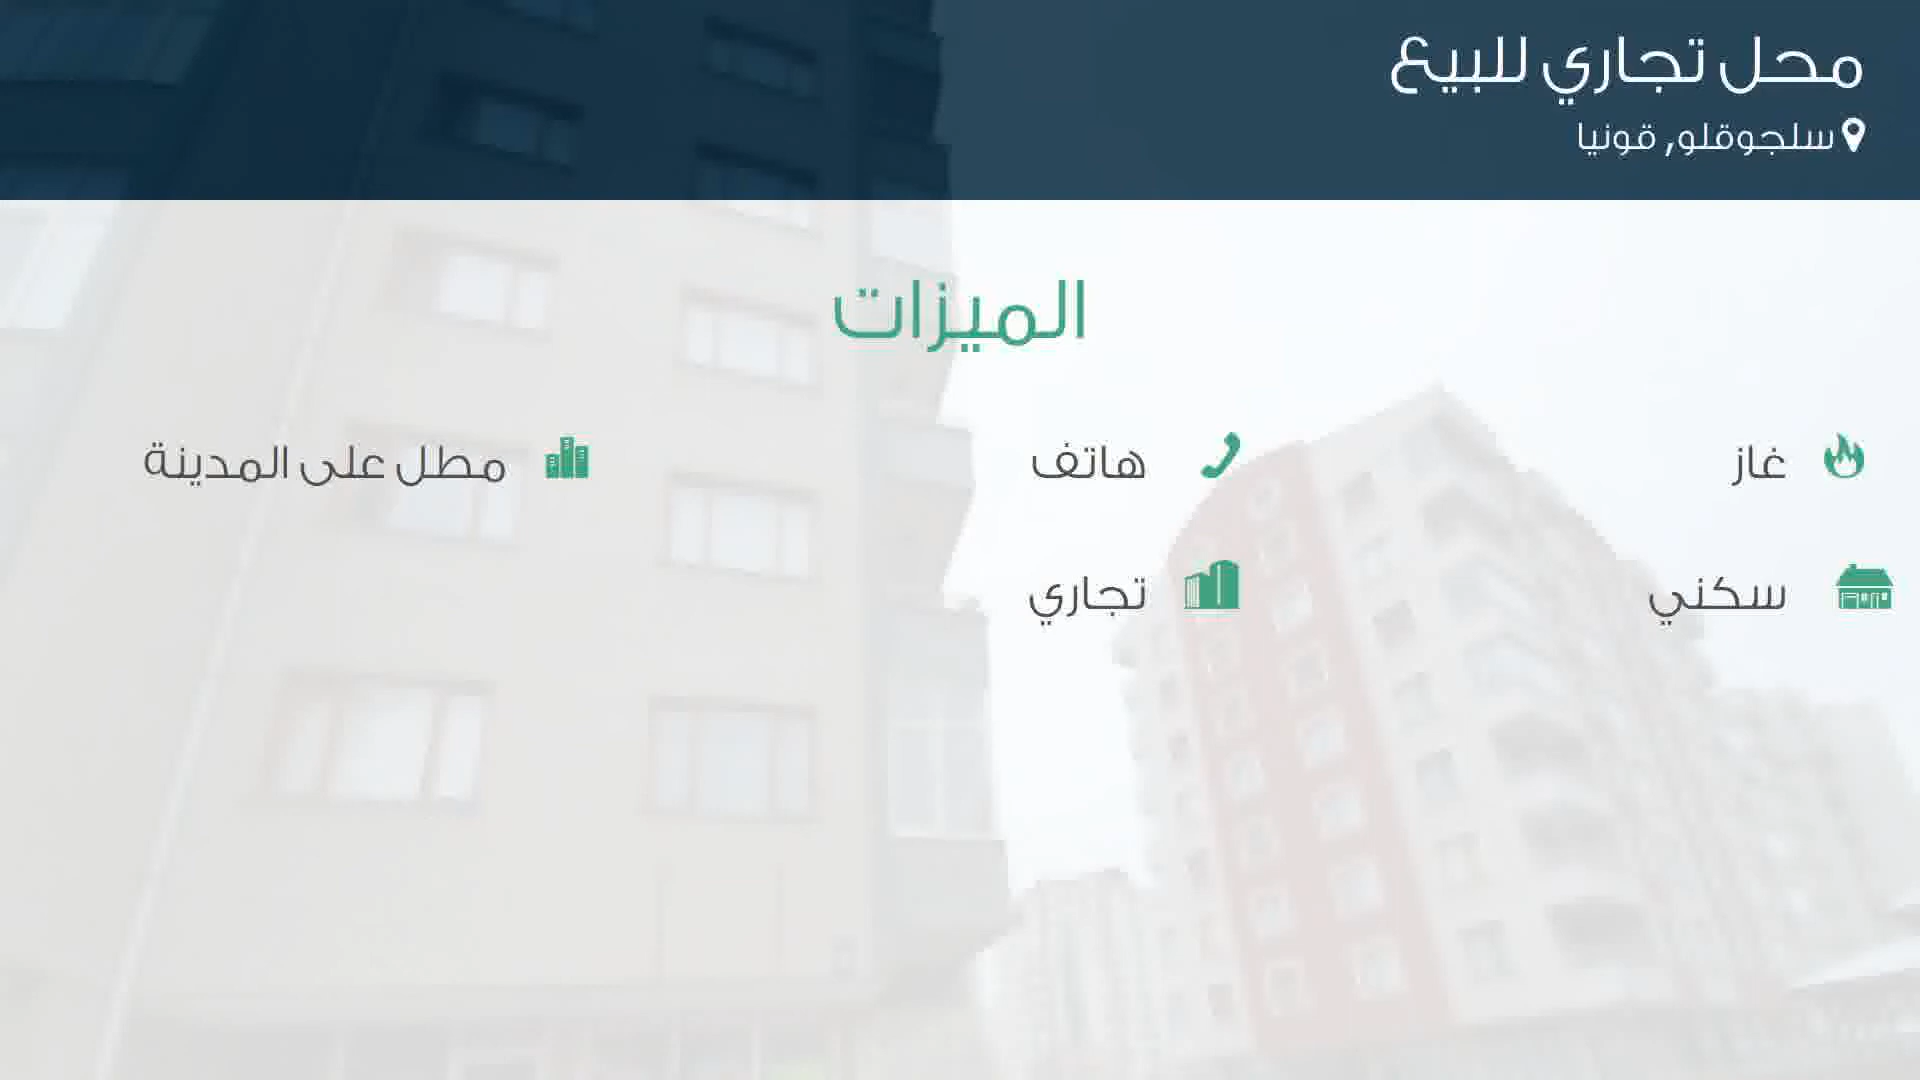 محل تجاري للبيع
سلجوقلو, قونيا
الميزات
غاز
هاتف
مطل على المدينة
سكني
تجاري